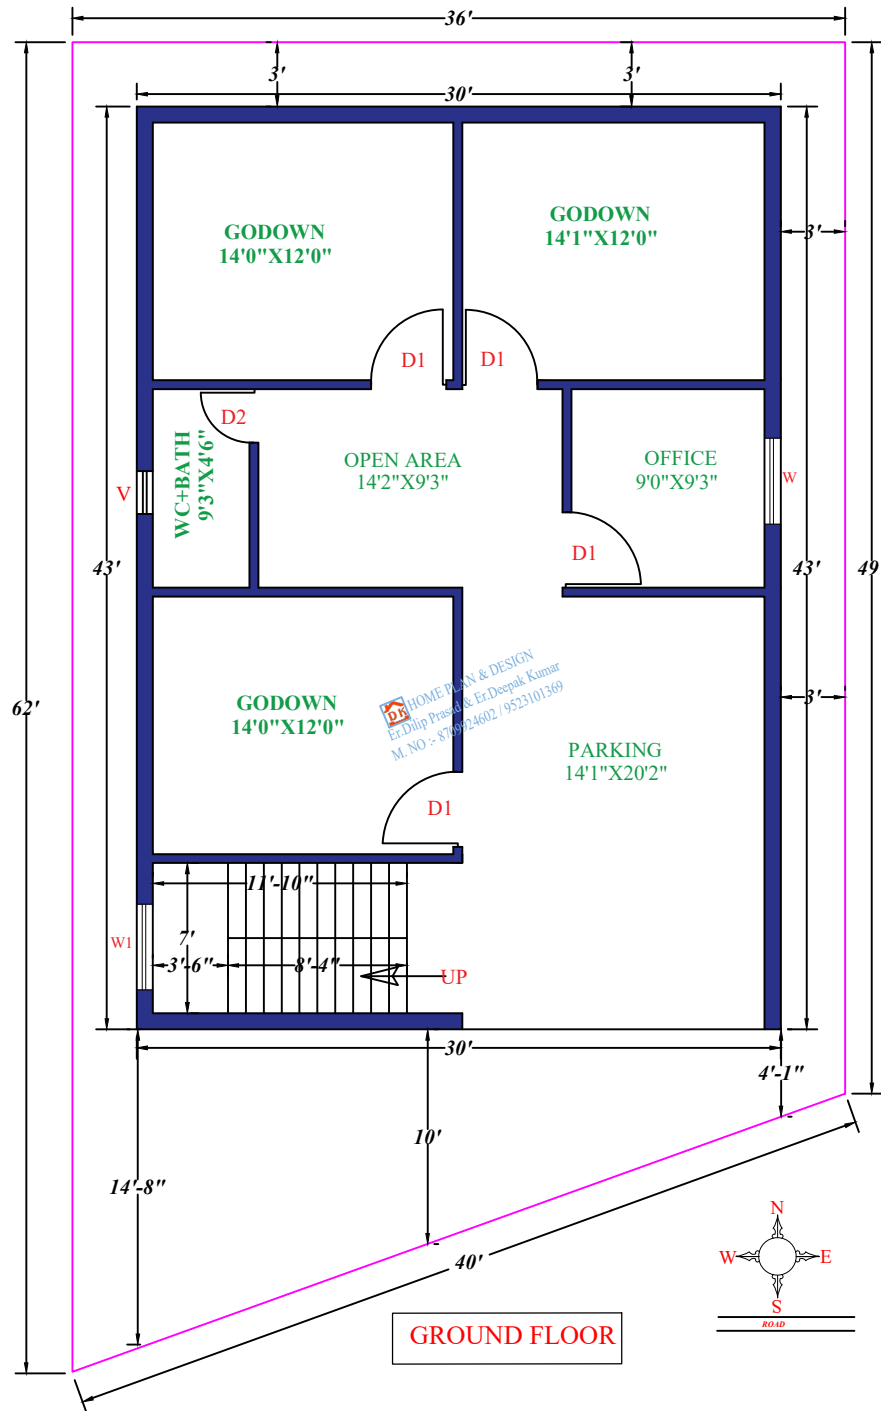 36'
3'
3'
30'
GODOWN
14'0"X12'0"
GODOWN
14'1"X12'0"
3'
D1
D1
D2
WC+BATH
9'3"X4'6"
OPEN AREA
14'2"X9'3"
OFFICE
9'0"X9'3"
V
W
D1
43'
43'
49
62'
GODOWN
14'0"X12'0"
DK
HOME PLAN & DESIGN
Er.Dilip Prasad & Er.Deepak Kumar
M. NO :- 8709924602 / 9523101369
3'
PARKING
14'1"X20'2"
D1
11'-10"
W1
7'
3'-6"
8'-4"
UP
30'
4'-1"
10'
14'-8"
40'
N
W
E
S
ROAD
GROUND FLOOR